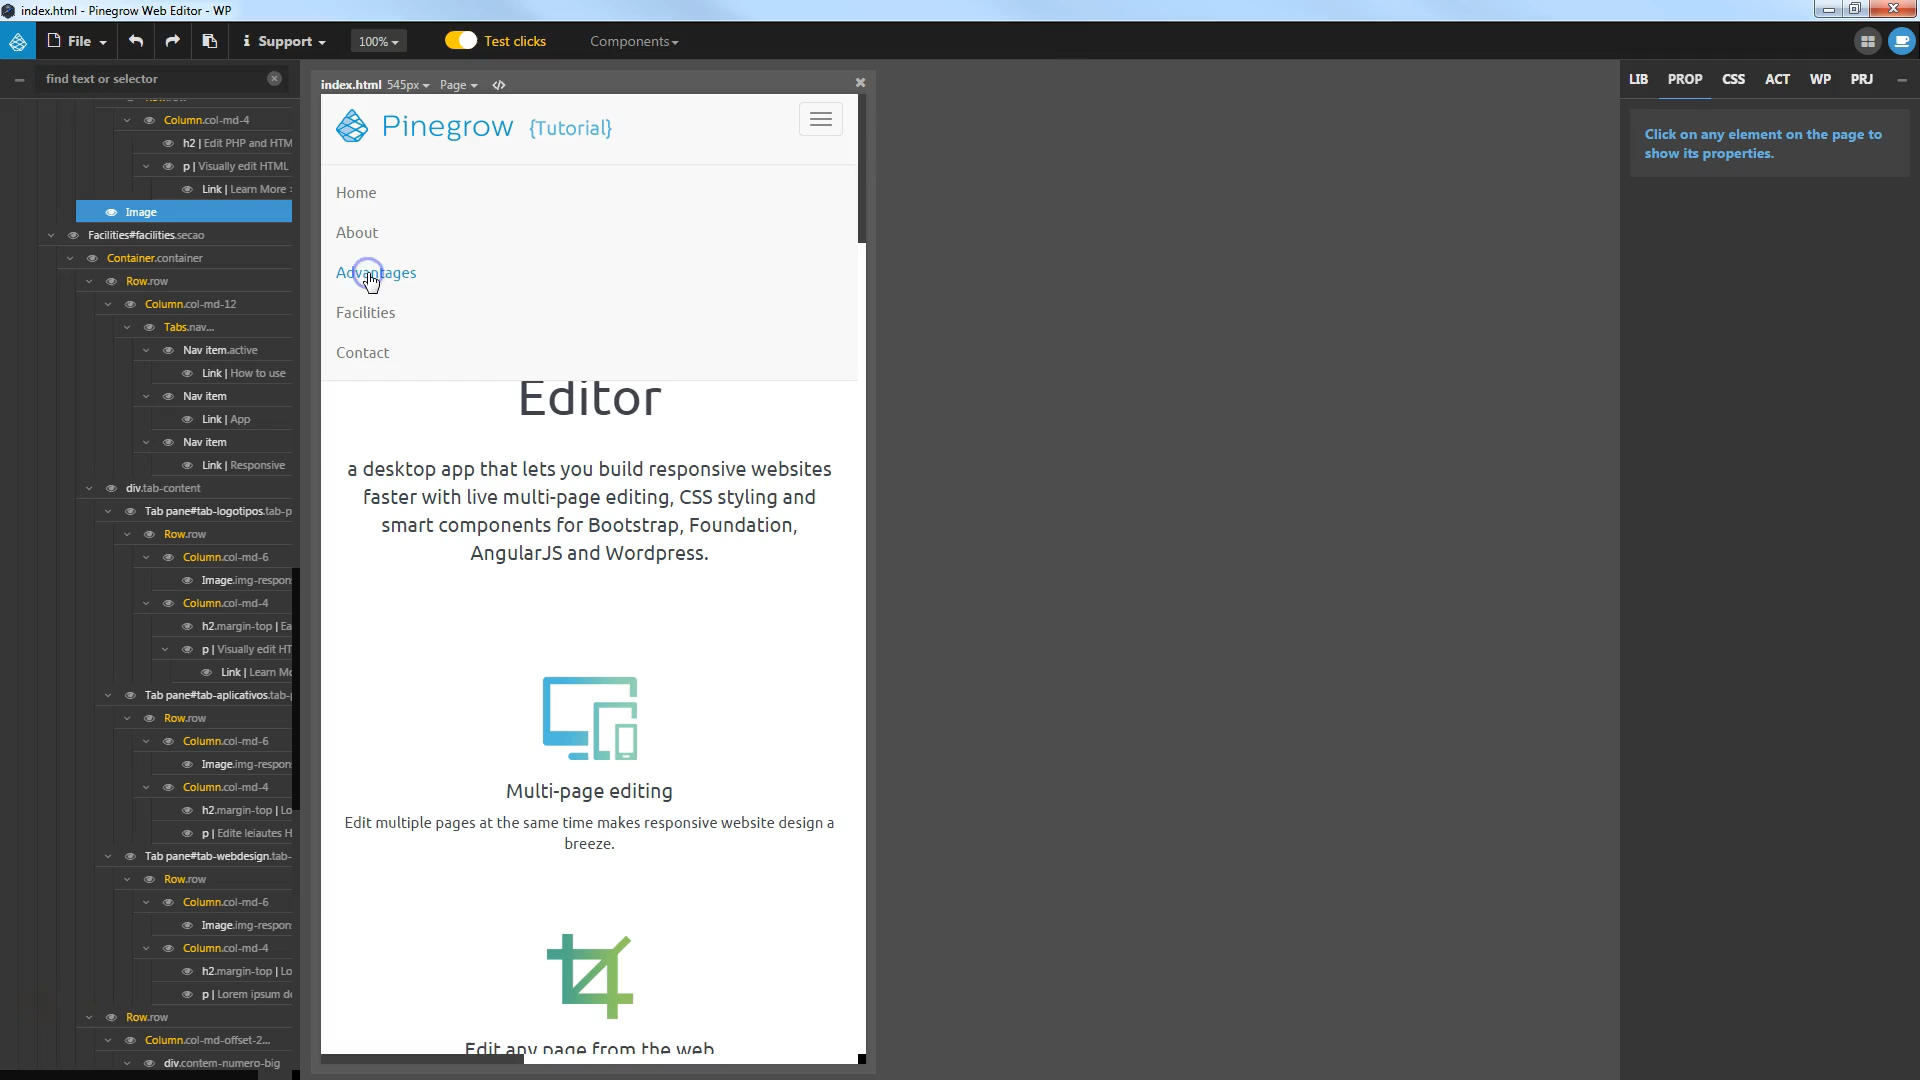 index.html - Pinegrow Web Editor - WP
File
Support
100%
Test clicks
Components
find text or selector
Column.col-md-4
h2 | Edit PHP and HTM
p | Visually edit HTML
Link | Learn More
Image
Facilities#facilities.secao
Container.container
Row.row
Column.col-md-12
Tabs.nav...
Nav item.active
Link | How to use
Nav item
Link | App
Nav item
Link | Responsive
div.tab-content
Tab pane#tab-logotipos.tab-p
Row.row
Column.col-md-6
Image.img-respon
Column.col-md-4
h2.margin-top | Ea
p | Visually edit HT
Link | Learn Mo
Tab pane#tab-aplicativos.tab-
Row.row
Column.col-md-6
Image.img-respon
Column.col-md-4
h2.margin-top | Lo
p | Edite leiautes H
Tab pane#tab-webdesign.tab-
Row.row
Column.col-md-6
Image.img-respon
Column.col-md-4
h2.margin-top | Lo
p | Lorem ipsum do
Row.row
Column.col-md-offset-2...
div.contem-numero-big
index.html 545px Page
Pinegrow {Tutorial}
Home
About
Advantages
Facilities
Contact
Editor
a desktop app that lets you build responsive websites
faster with live multi-page editing, CSS styling and
smart components for Bootstrap, Foundation,
AngularJS and Wordpress.
Multi-page editing
Edit multiple pages at the same time makes responsive website design a
breeze.
Edit any page from the web
LIB PROP CSS ACT WP PRJ
Click on any element on the page to
show its properties.